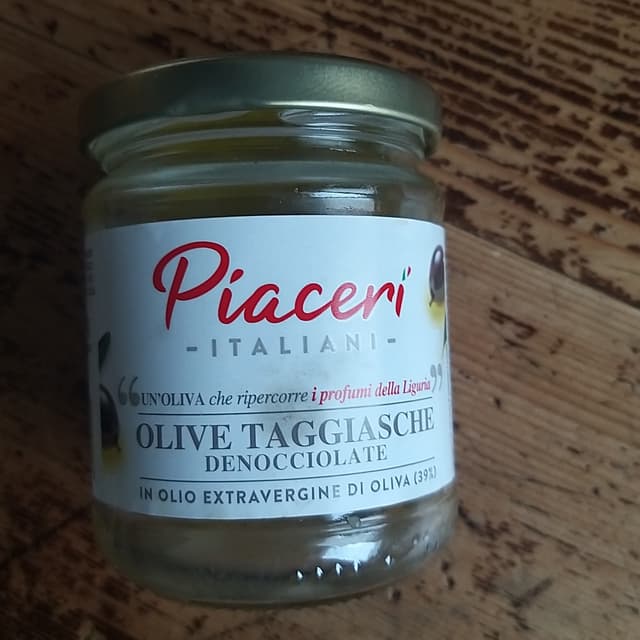 Piaceri
-ITALIANI-
“UN'OLIVA che ripercorre i profumi della Liguria”
OLIVE TAGGIASCHE
DENOCCIOLATE
IN OLIO EXTRAVERGINE DI OLIVA (39%)